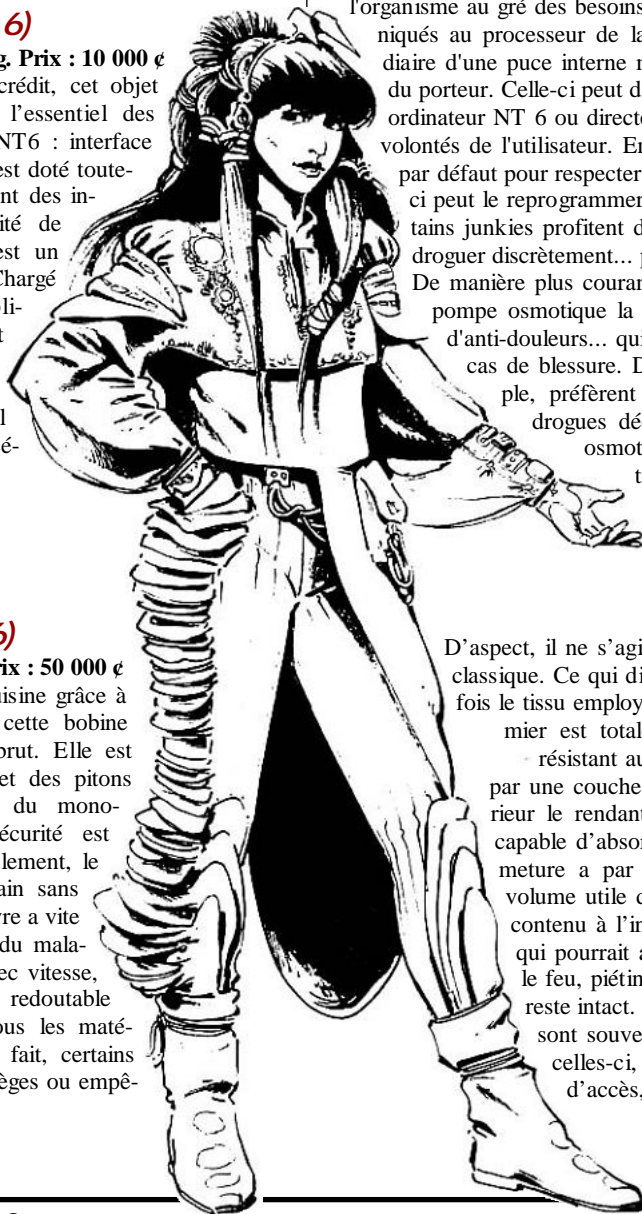 6)
g. Prix : 10 000 ¢
crédit, cet objet
l’essentiel des
NT6 : interface
est doté toute-
nt des in-
ité de
est un
Chargé
oli-
t
l
é-
6)
rix : 50 000 ¢
uisine grâce à
cette bobine
brut. Elle est
et des pitons
du mono-
écurité est
lement, le
ain sans
vre a vite
du mala-
ec vitesse,
redoutable
ous les maté-
fait, certains
ièges ou empê-
l'organisme au gré des besoins
niqués au processeur de la
diaire d'une puce interne
du porteur. Celle-ci peut d
ordinateur NT 6 ou directe
volontés de l'utilisateur. En
par défaut pour respecter
ci peut le reprogrammer
tains junkies profitent d
droguer discrètement... p
De manière plus couran
pompe osmotique la
d'anti-douleurs... qui
cas de blessure. D
ple, préfèrent
drogues dé
osmot
t
D’aspect, il ne s’agi
classique. Ce qui di
fois le tissu employ
mier est total
résistant au
par une couche
rieur le rendant
capable d’absor
meture a par
volume utile d
contenu à l’in
qui pourrait a
le feu, piétin
reste intact.
sont souve
celles-ci,
d’accès,